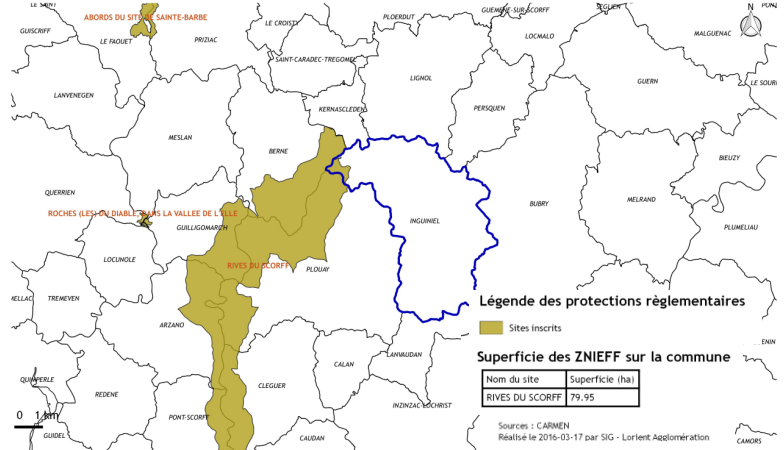 LE SAINT
ABORDS DU SITE DE SAINTE-BARBE
GUISCRIFF
LE FAOUET
PRIZIAC
LE CROISTY
PLOERDUT
GUEMENE-SUR-SCORFF
SEGLIEN
LOCMALO
MALGUENAC
N
SAINT-CARADEC-TREGOMEL
LIGNOL
GUERN
LE SOURN
LANVENEGEN
KERNASCLEDEN
PERSQUEN
MESLAN
BERNE
BIEUZY
QUERRIEN
BUBRY
MELRAND
ROCHES (LES) DU DIABLE, DANS LA VALLEE DE L'ELLE
GUILLIGOMARCH
INGUINIEL
PLUMELIAU
LOCUNOLE
RIVES DU SCORFF
PLOUAY
MELLAC
TREMEVEN
ARZANO
LANVAUDAN
CALAN
QUIMPERLE
REDENE
CLEGUER
INZINZAC-LOCHRIST
PONT-SCORFF
GUIDEL
CAUDAN
CAMORS
0 1 km
Légende des protections règlementaires
Sites inscrits
Superficie des ZNIEFF sur la commune
Nom du site Superficie (ha)
RIVES DU SCORFF 79.95
Sources : CARMEN
Réalisé le 2016-03-17 par SIG - Lorient Agglomération